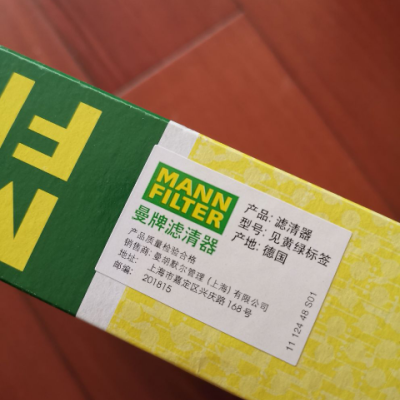 MANN
FILTER
曼牌滤清器
产品: 滤清器
型号: 见黄绿标签
产地: 德国
产品质量检验合格
销售商: 曼胡默尔管理（上海）有限公司
地址: 上海市嘉定区兴庆路168号
邮编: 201815
11 124 48 S01